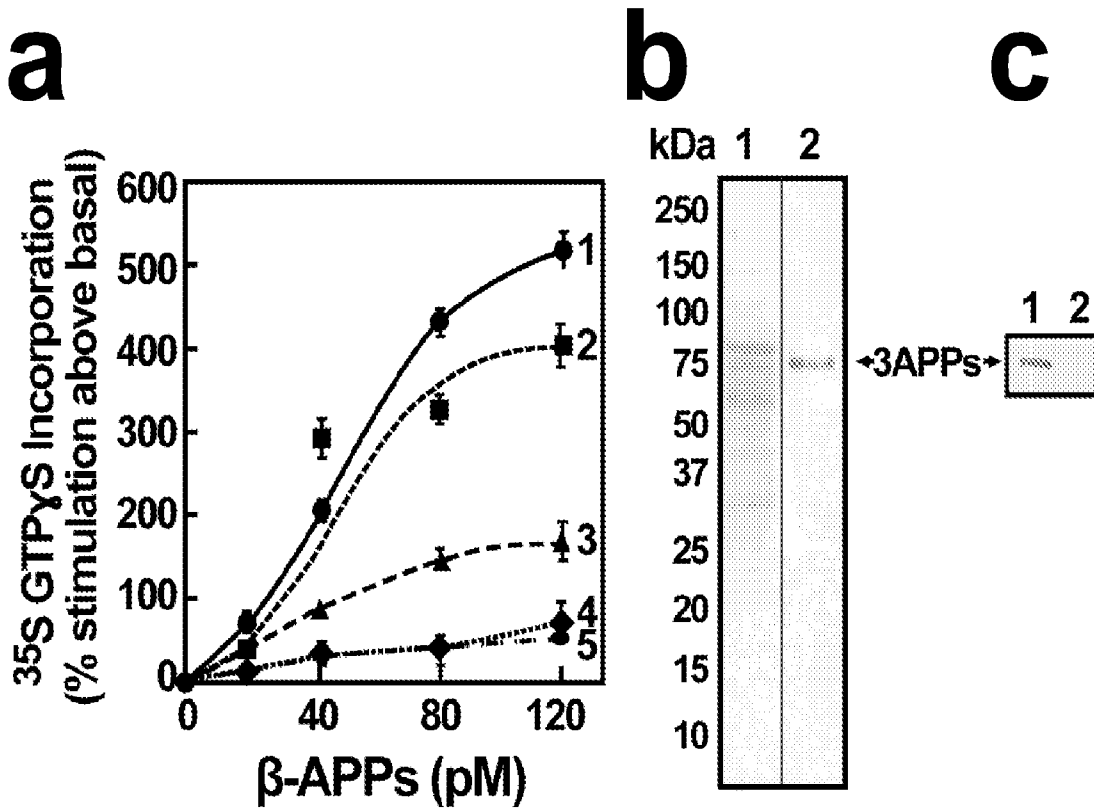 a
b
c
35S GTPγS Incorporation
(% stimulation above basal)
600
500
400
300
200
100
0
0 40 80 120
β-APPs (pM)
1
2
3
4
5
kDa 1 2
250
150
100
75
50
37
25
20
15
10
3APPs
1 2